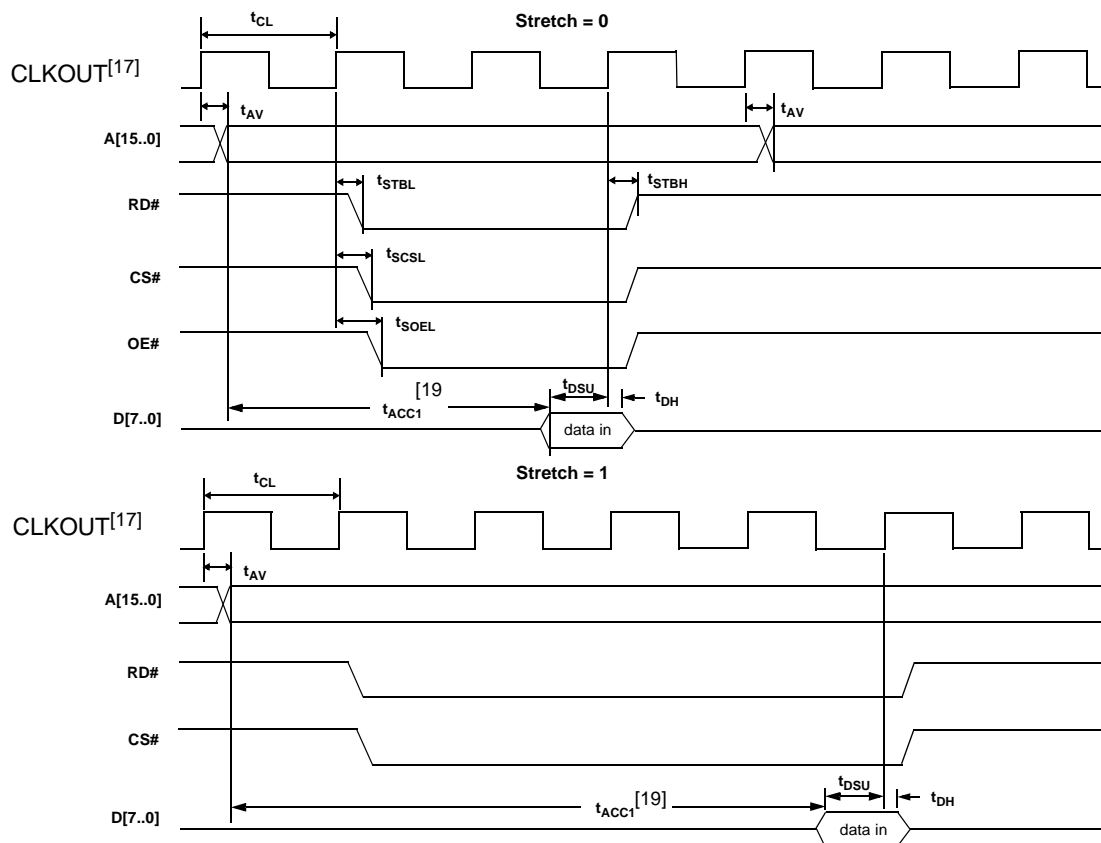 Stretch = 0
tCL
CLKOUT[17]
tAV
tAV
A[15..0]
tSTBL
tSTBH
RD#
tSCSL
CS#
tSOEL
OE#
[19
tDSU
tACC1
tDH
D[7..0]
data in
Stretch = 1
tCL
CLKOUT[17]
tAV
A[15..0]
RD#
CS#
tDSU
tACC1[19]
tDH
D[7..0]
data in